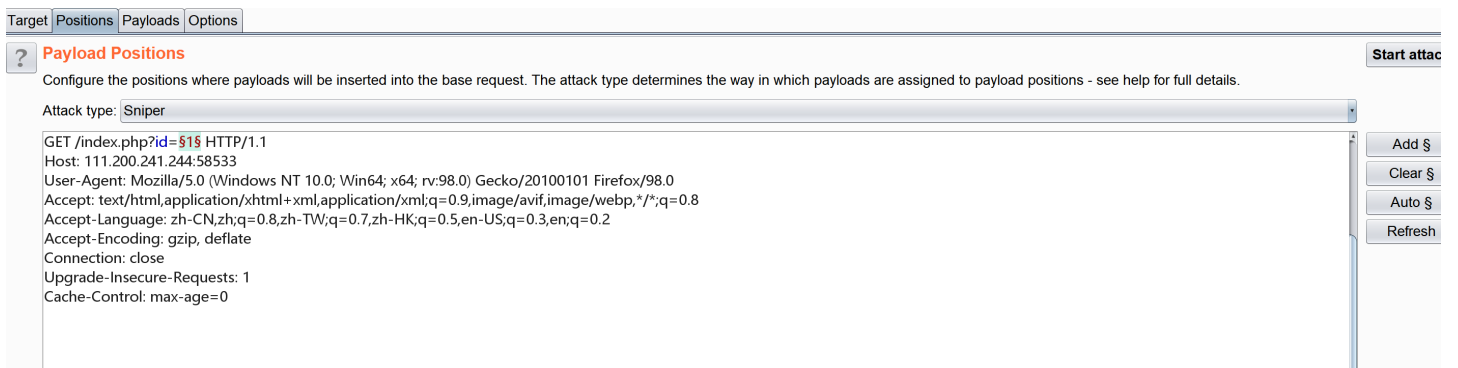 Target Positions Payloads Options
? Payload Positions
Start attac
Configure the positions where payloads will be inserted into the base request. The attack type determines the way in which payloads are assigned to payload positions - see help for full details.
Attack type: Sniper
GET /index.php?id=§1§ HTTP/1.1
Add §
Host: 111.200.241.244:58533
Clear §
User-Agent: Mozilla/5.0 (Windows NT 10.0; Win64; x64; rv:98.0) Gecko/20100101 Firefox/98.0
Accept: text/html,application/xhtml+xml,application/xml;q=0.9,image/avif,image/webp,*/*;q=0.8
Auto §
Accept-Language: zh-CN,zh;q=0.8,zh-TW;q=0.7,zh-HK;q=0.5,en-US;q=0.3,en;q=0.2
Refresh
Accept-Encoding: gzip, deflate
Connection: close
Upgrade-Insecure-Requests: 1
Cache-Control: max-age=0